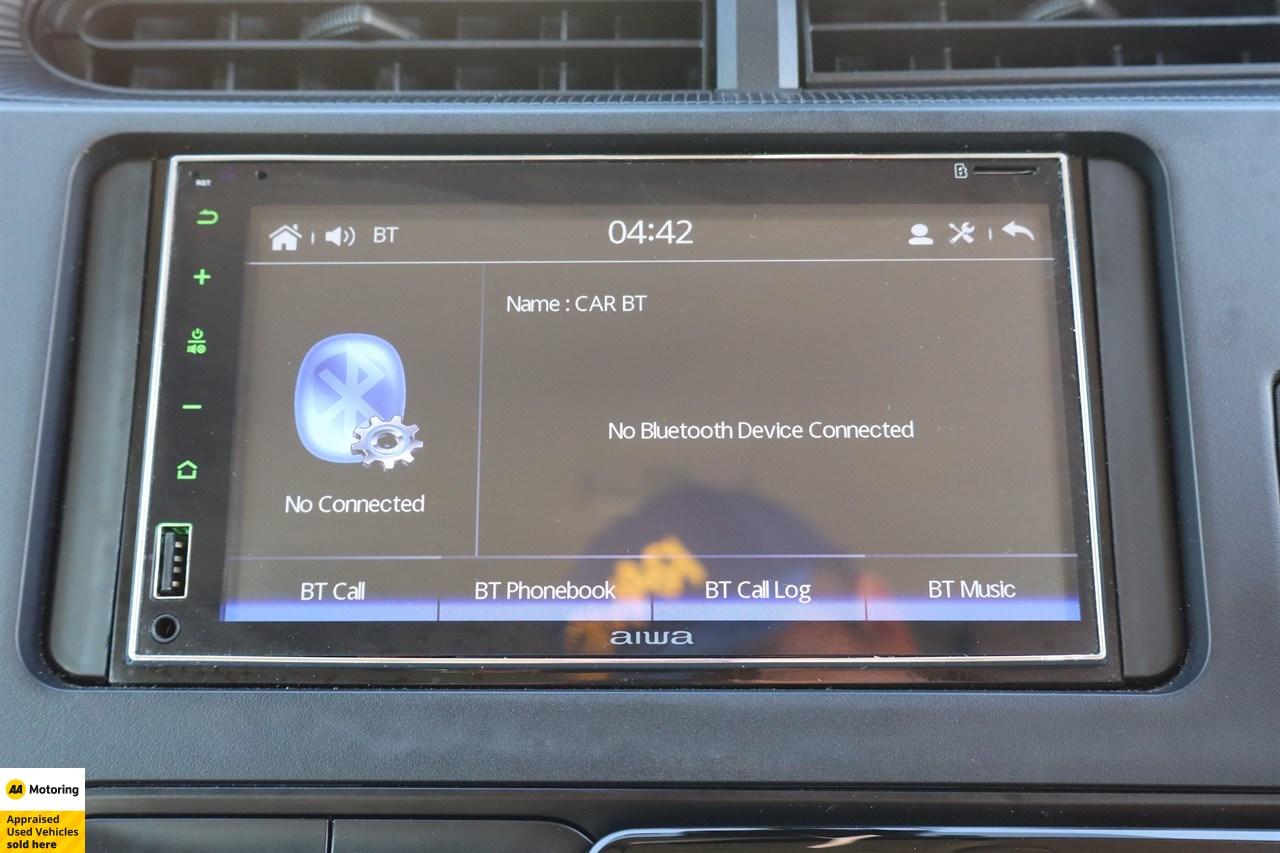 RST
BT
04:42
Name : CAR BT
No Bluetooth Device Connected
No Connected
BT Call
BT Phonebook
BT Call Log
BT Music
AA
aiwa
AA Motoring
Appraised
Used Vehicles
sold here